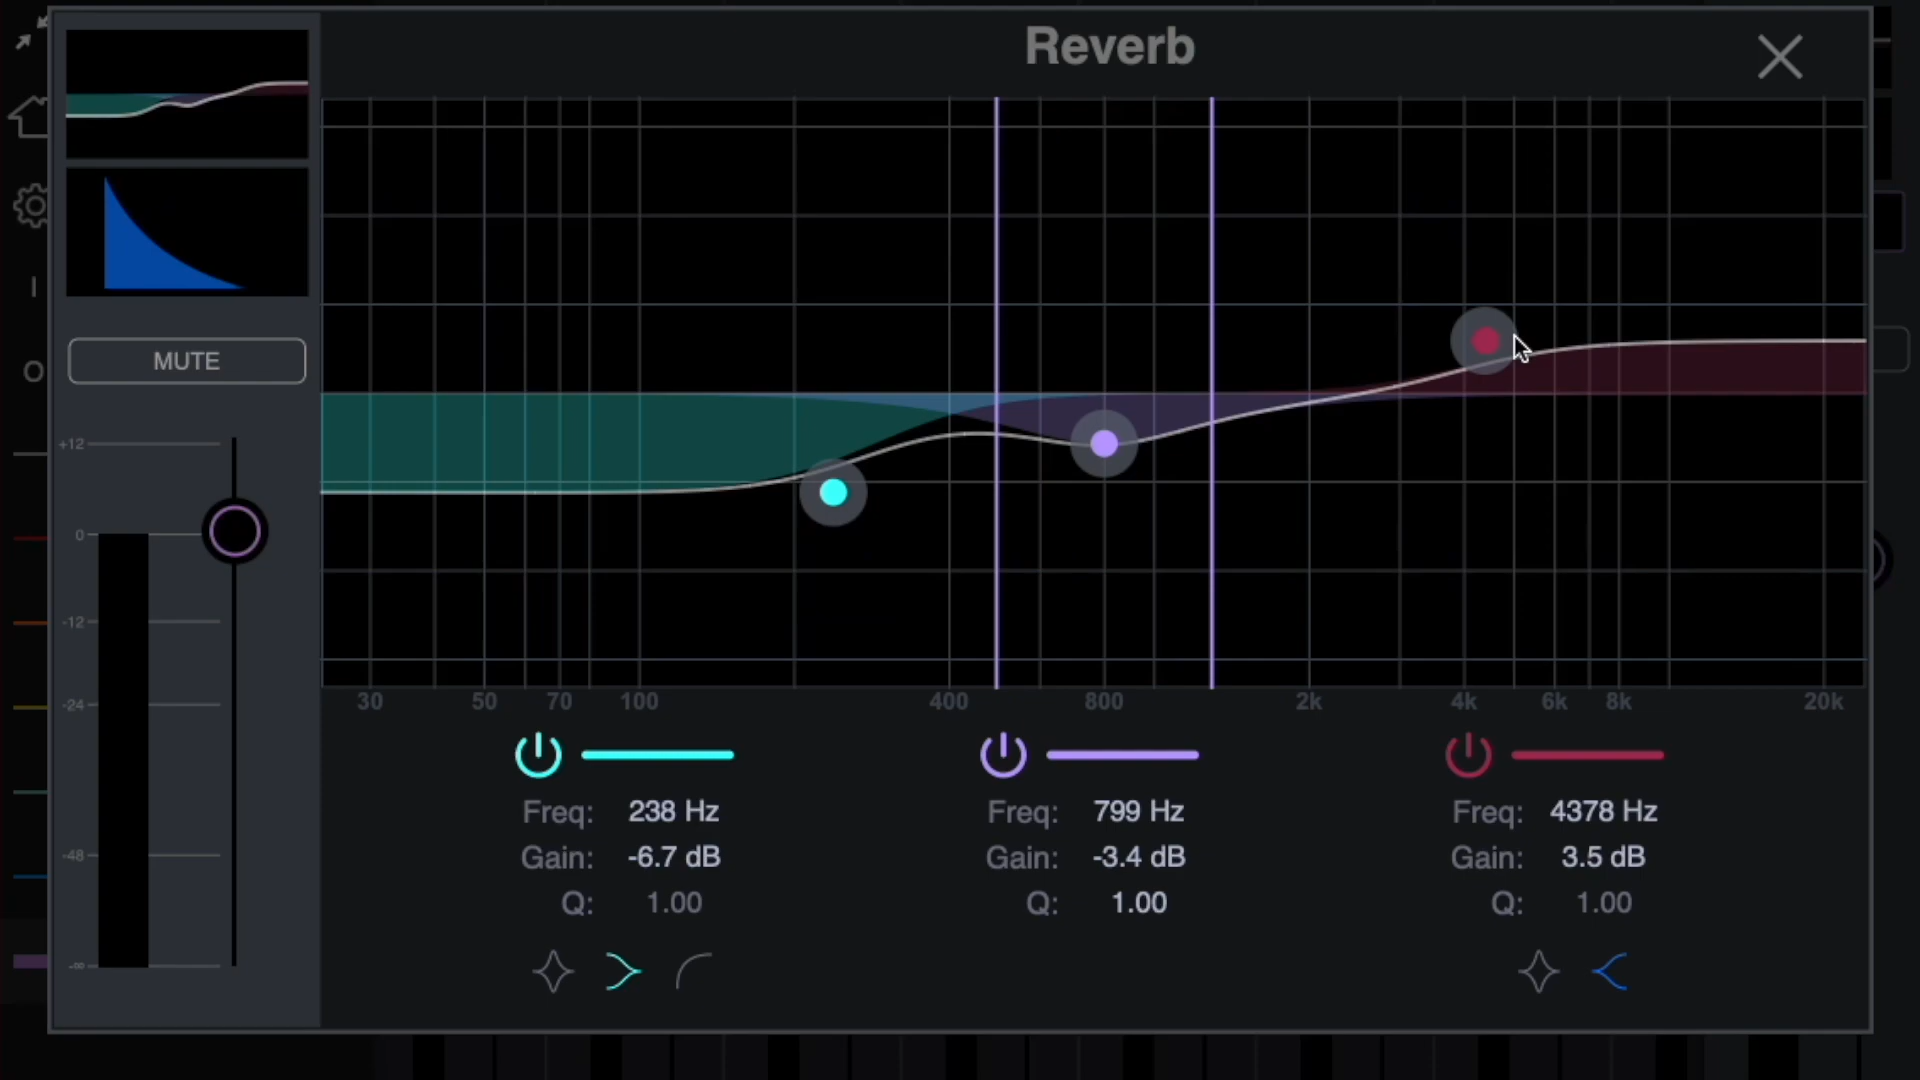 Reverb
MUTE
+12
0
-12
-24
-48
-∞
30 50 70 100 400 800 2k 4k 6k 8k 20k
Freq: 238 Hz
Gain: -6.7 dB
Q: 1.00
Freq: 799 Hz
Gain: -3.4 dB
Q: 1.00
Freq: 4378 Hz
Gain: 3.5 dB
Q: 1.00